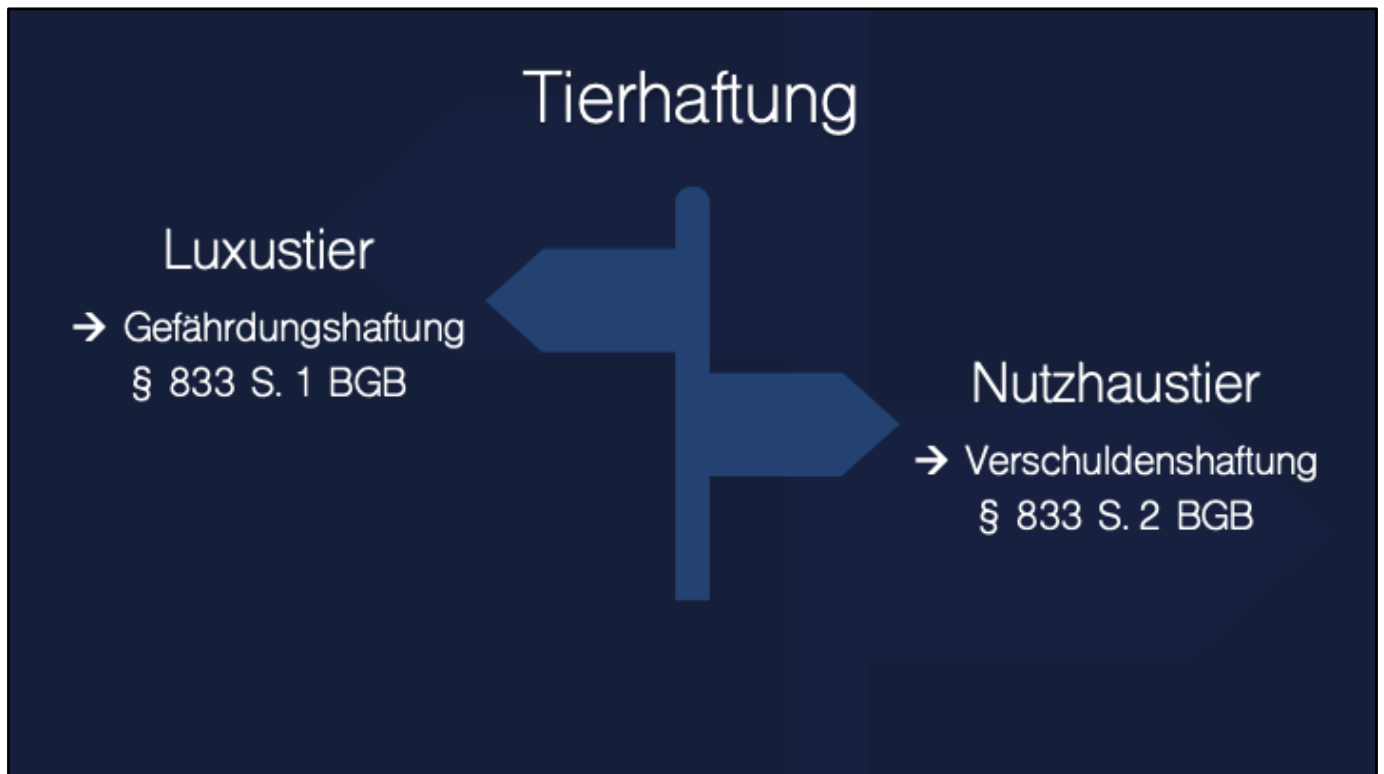 Tierhaftung
Luxustier
→ Gefährdungshaftung
§ 833 S. 1 BGB
Nutzhaustier
→ Verschuldenshaftung
§ 833 S. 2 BGB